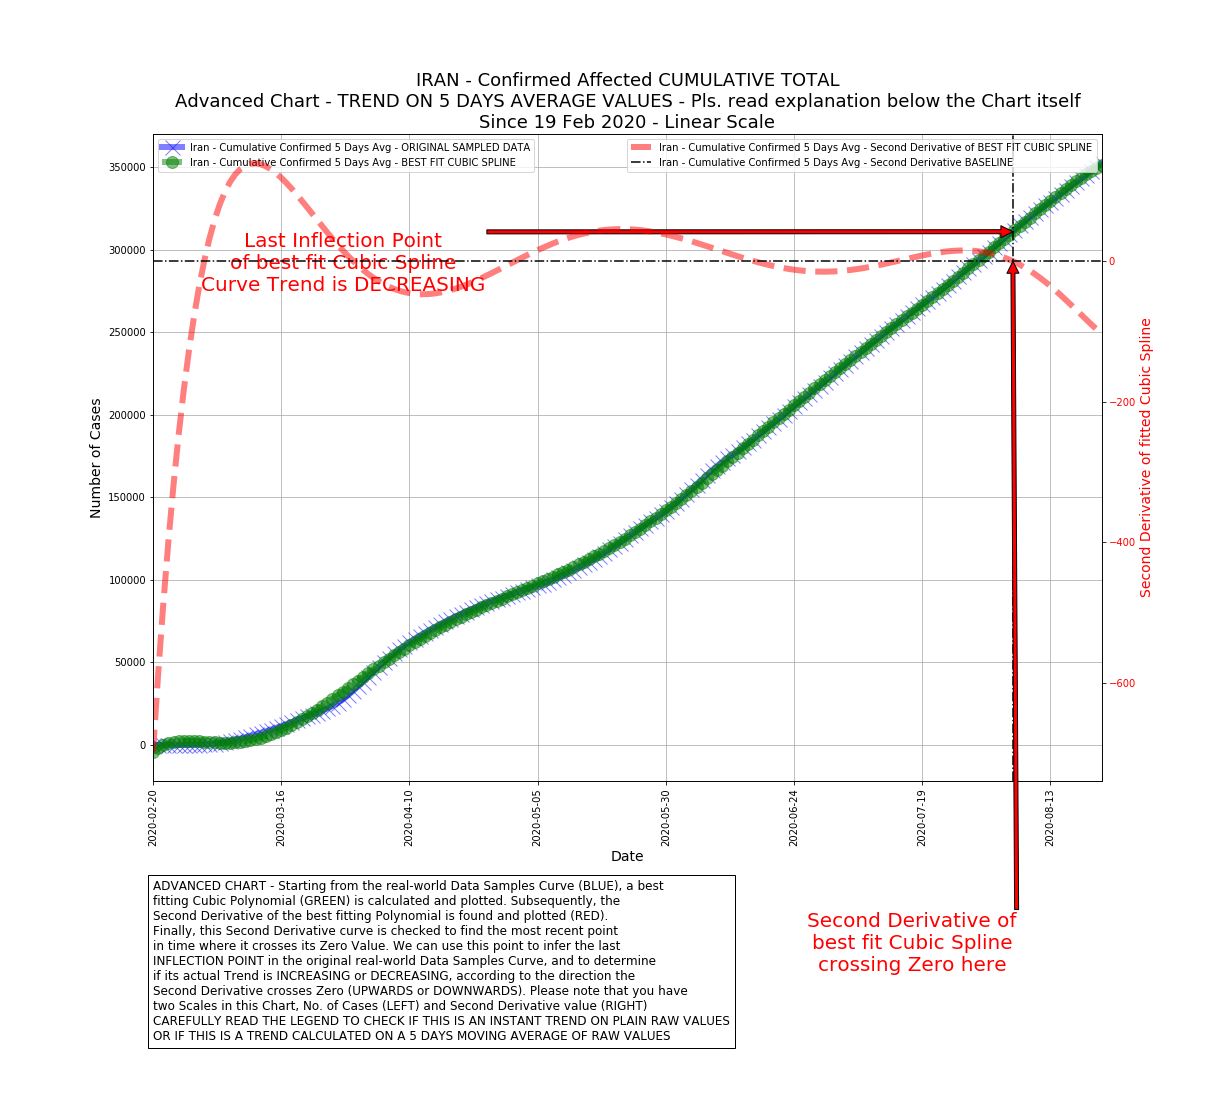 IRAN - Confirmed Affected CUMULATIVE TOTAL
Advanced Chart - TREND ON 5 DAYS AVERAGE VALUES - Pls. read explanation below the Chart itself
Since 19 Feb 2020 - Linear Scale
Iran - Cumulative Confirmed 5 Days Avg - ORIGINAL SAMPLED DATA
Iran - Cumulative Confirmed 5 Days Avg - BEST FIT CUBIC SPLINE
Iran - Cumulative Confirmed 5 Days Avg - Second Derivative of BEST FIT CUBIC SPLINE
Iran - Cumulative Confirmed 5 Days Avg - Second Derivative BASELINE
Last Inflection Point
of best fit Cubic Spline
Curve Trend is DECREASING
Number of Cases
350000
300000
250000
200000
150000
100000
50000
0
0
−200
−400
−600
Second Derivative of fitted Cubic Spline
2020-02-20
2020-03-16
2020-04-10
2020-05-05
2020-05-30
2020-06-24
2020-07-19
2020-08-13
Date
ADVANCED CHART - Starting from the real-world Data Samples Curve (BLUE), a best
fitting Cubic Polynomial (GREEN) is calculated and plotted. Subsequently, the
Second Derivative of the best fitting Polynomial is found and plotted (RED).
Finally, this Second Derivative curve is checked to find the most recent point
in time where it crosses its Zero Value. We can use this point to infer the last
INFLECTION POINT in the original real-world Data Samples Curve, and to determine
if its actual Trend is INCREASING or DECREASING, according to the direction the
Second Derivative crosses Zero (UPWARDS or DOWNWARDS). Please note that you have
two Scales in this Chart, No. of Cases (LEFT) and Second Derivative value (RIGHT)
CAREFULLY READ THE LEGEND TO CHECK IF THIS IS AN INSTANT TREND ON PLAIN RAW VALUES
OR IF THIS IS A TREND CALCULATED ON A 5 DAYS MOVING AVERAGE OF RAW VALUES
Second Derivative of
best fit Cubic Spline
crossing Zero here